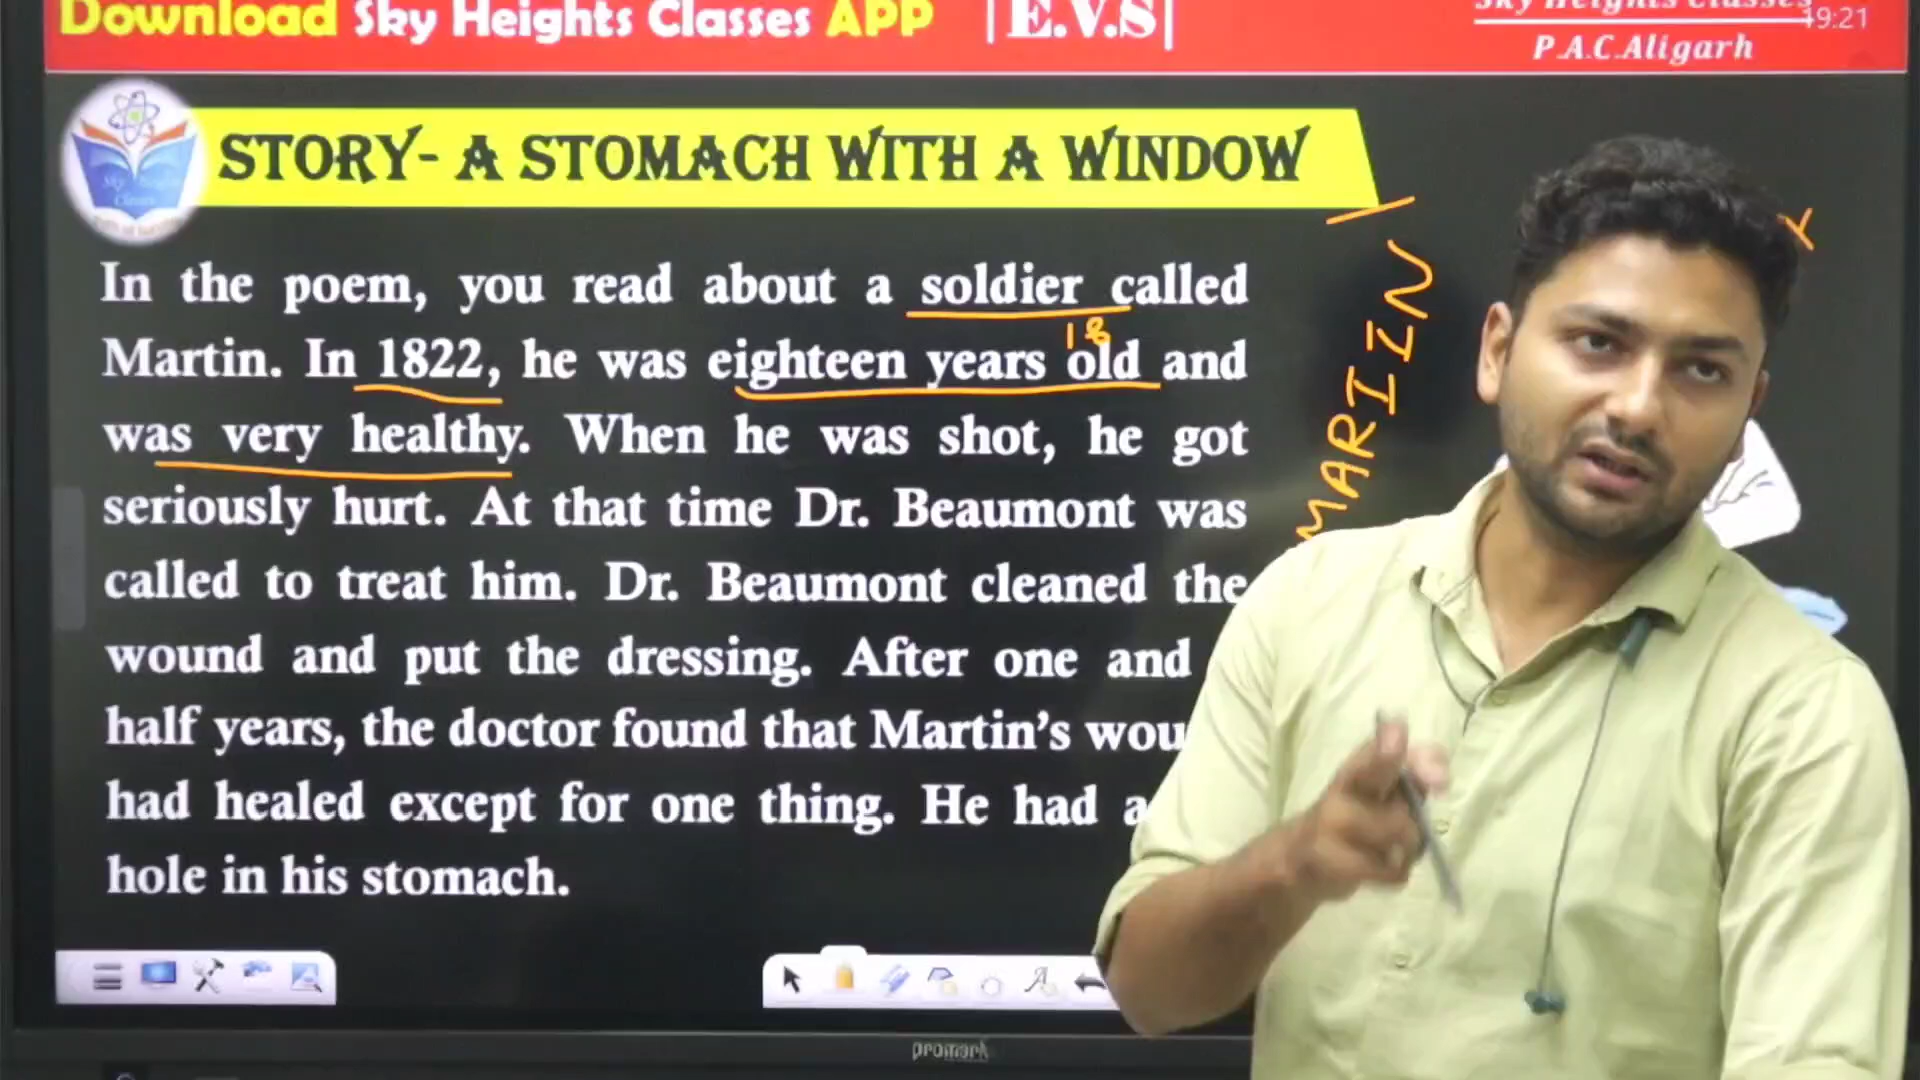 Download Sky Heights Classes APP |E.V.S|
Sky Heights Classes
19:21
P.A.C.Aligarh
STORY- A STOMACH WITH A WINDOW
In the poem, you read about a soldier called
18
Martin. In 1822, he was eighteen years old and
was very healthy. When he was shot, he got
seriously hurt. At that time Dr. Beaumont was
called to treat him. Dr. Beaumont cleaned the
wound and put the dressing. After one and
half years, the doctor found that Martin's
had healed except for one thing. He had a
hole in his stomach.
promark